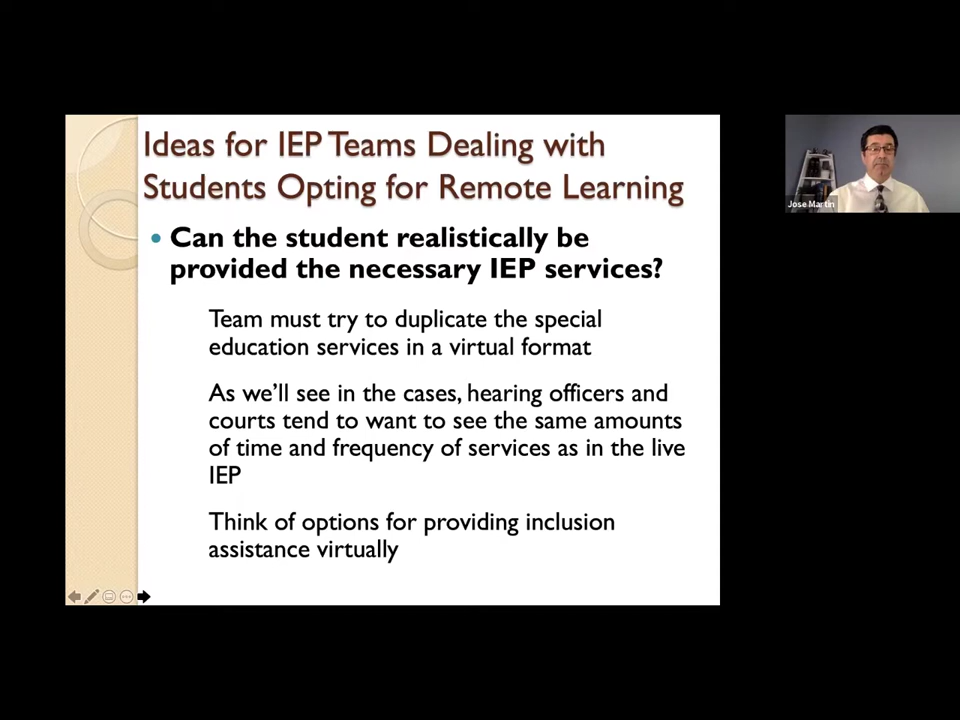 Ideas for IEP Teams Dealing with
Students Opting for Remote Learning
• Can the student realistically be
provided the necessary IEP services?
Team must try to duplicate the special
education services in a virtual format
As we'll see in the cases, hearing officers and
courts tend to want to see the same amounts
of time and frequency of services as in the live
IEP
Think of options for providing inclusion
assistance virtually
Jose Martin